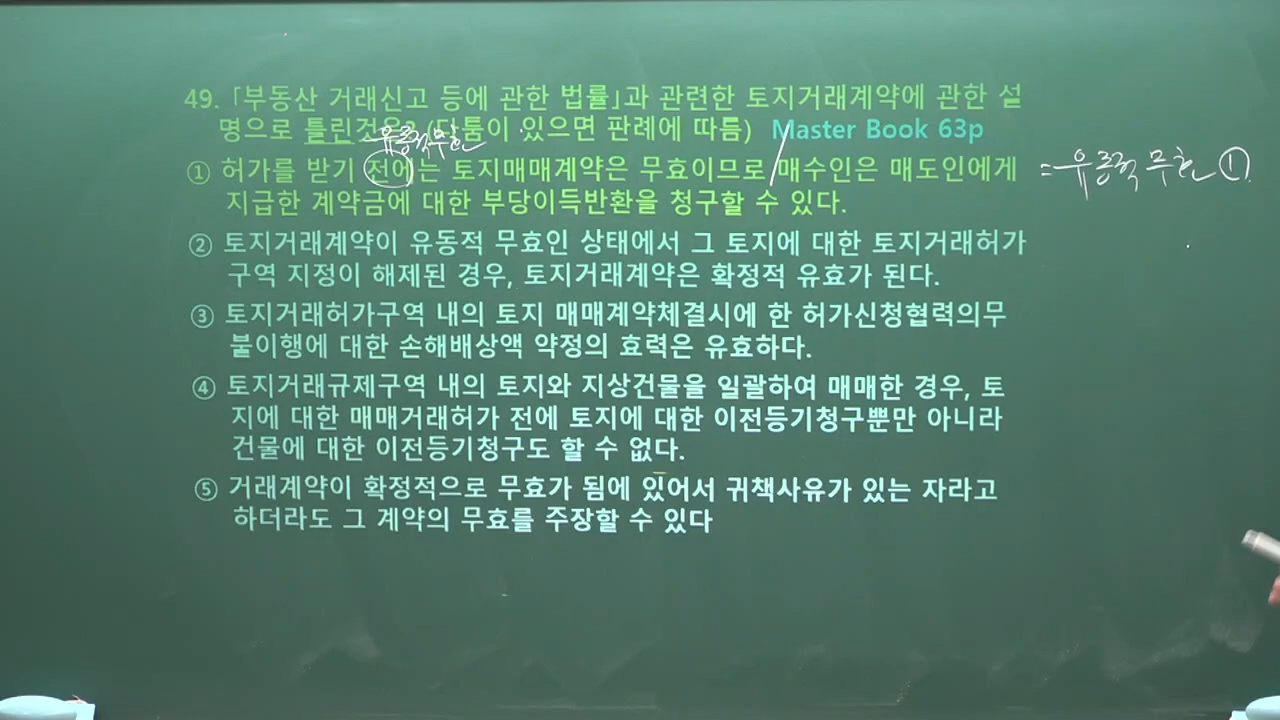 49. 「부동산 거래신고 등에 관한 법률」과 관련한 토지거래계약에 관한 설
명으로 틀린것은? (다툼이 있으면 판례에 따름) Master Book 63p
유동적무효
① 허가를 받기 전에는 토지매매계약은 무효이므로 매수인은 매도인에게
= 유동적 무효 ①
지급한 계약금에 대한 부당이득반환을 청구할 수 있다.
② 토지거래계약이 유동적 무효인 상태에서 그 토지에 대한 토지거래허가
구역 지정이 해제된 경우, 토지거래계약은 확정적 유효가 된다.
③ 토지거래허가구역 내의 토지 매매계약체결시에 한 허가신청협력의무
불이행에 대한 손해배상액 약정의 효력은 유효하다.
④ 토지거래규제구역 내의 토지와 지상건물을 일괄하여 매매한 경우, 토
지에 대한 매매거래허가 전에 토지에 대한 이전등기청구뿐만 아니라
건물에 대한 이전등기청구도 할 수 없다.
⑤ 거래계약이 확정적으로 무효가 됨에 있어서 귀책사유가 있는 자라고
하더라도 그 계약의 무효를 주장할 수 있다